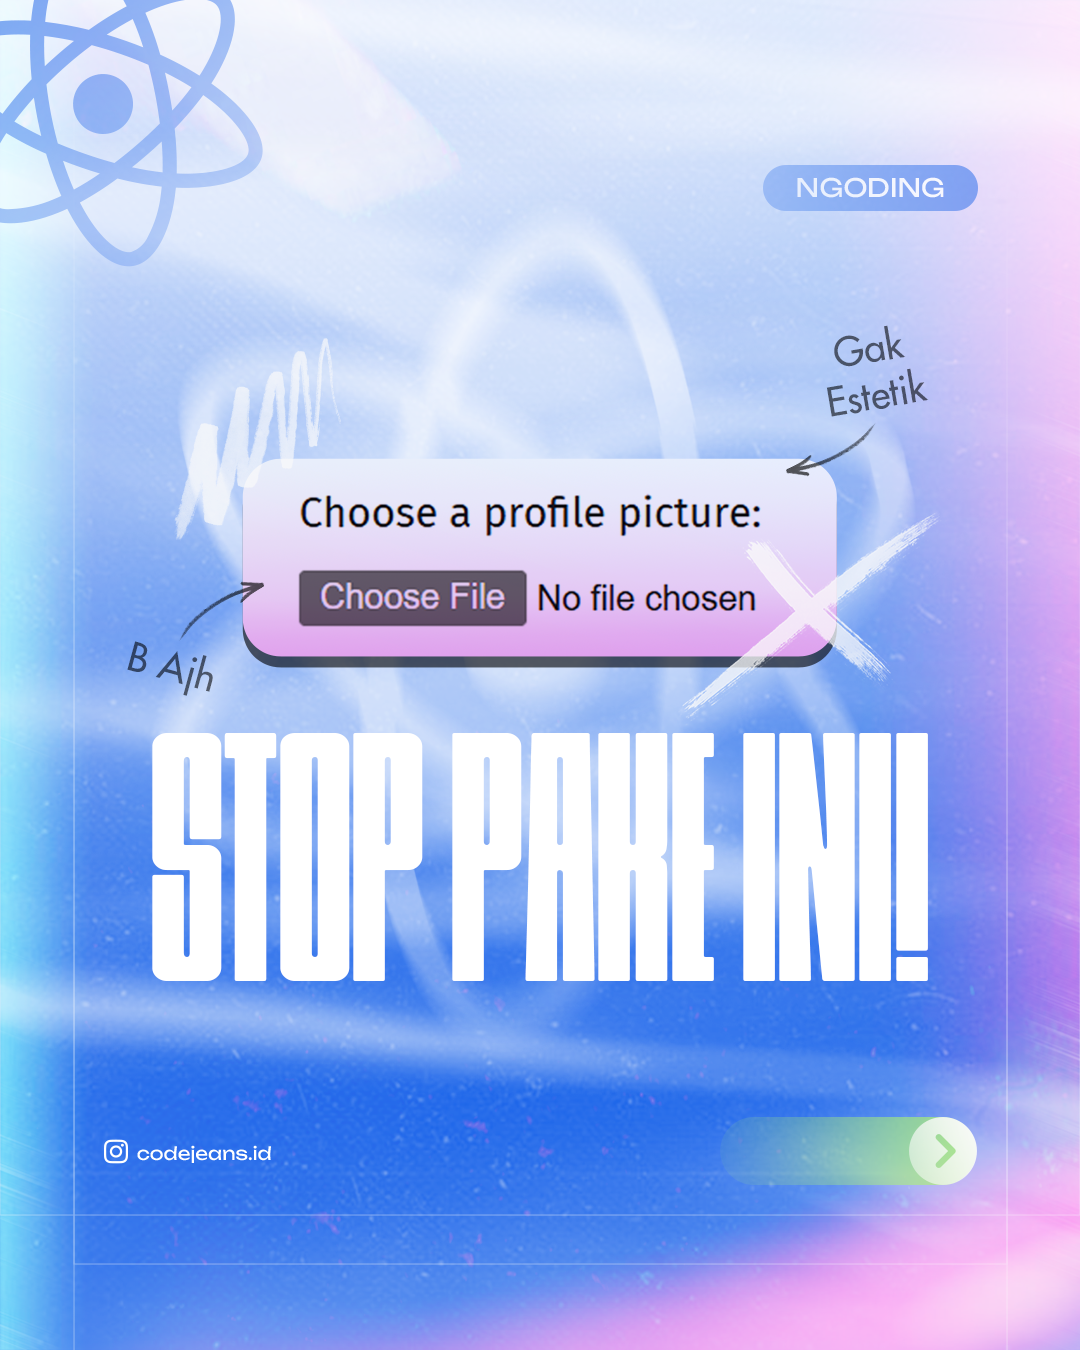 NGODING
Gak
Estetik
Choose a profile picture:
Choose File No file chosen
B Ajh
STOP PAKE INI!
codejeans.id